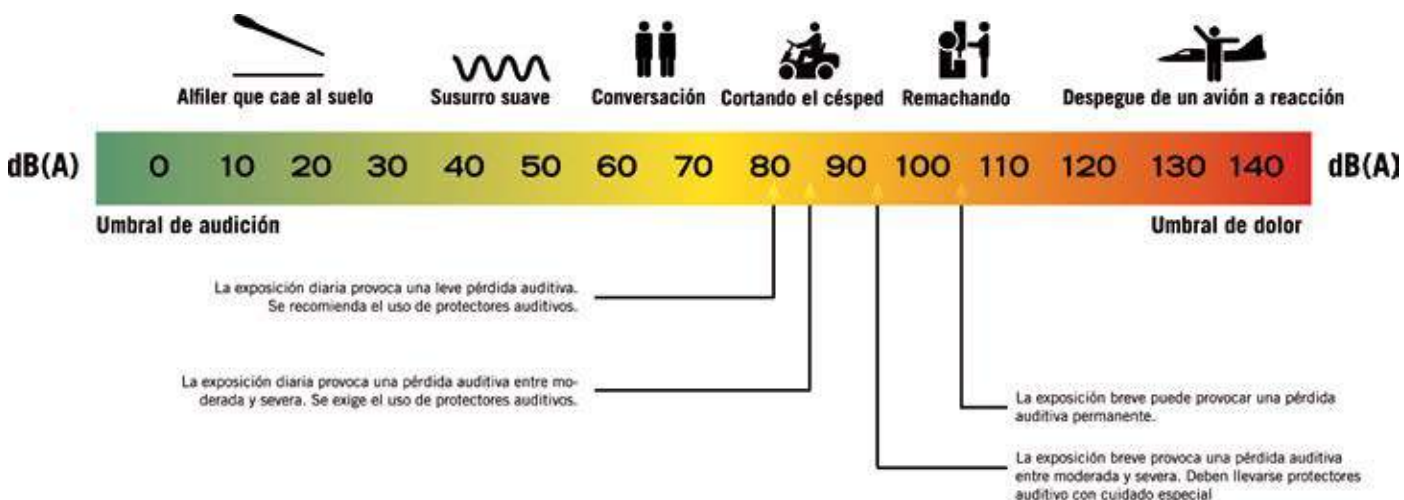 Alfiler que cae al suelo
Susurro suave
Conversación
Cortando el césped
Remachando
Despegue de un avión a reacción
dB(A) 0 10 20 30 40 50 60 70 80 90 100 110 120 130 140 dB(A)
Umbral de audición
Umbral de dolor
La exposición diaria provoca una leve pérdida auditiva.
Se recomienda el uso de protectores auditivos.
La exposición diaria provoca una pérdida auditiva entre mo-
derada y severa. Se exige el uso de protectores auditivos.
La exposición breve puede provocar una pérdida
auditiva permanente.
La exposición breve provoca una pérdida auditiva
entre moderada y severa. Deben llevarse protectores
auditivo con cuidado especial